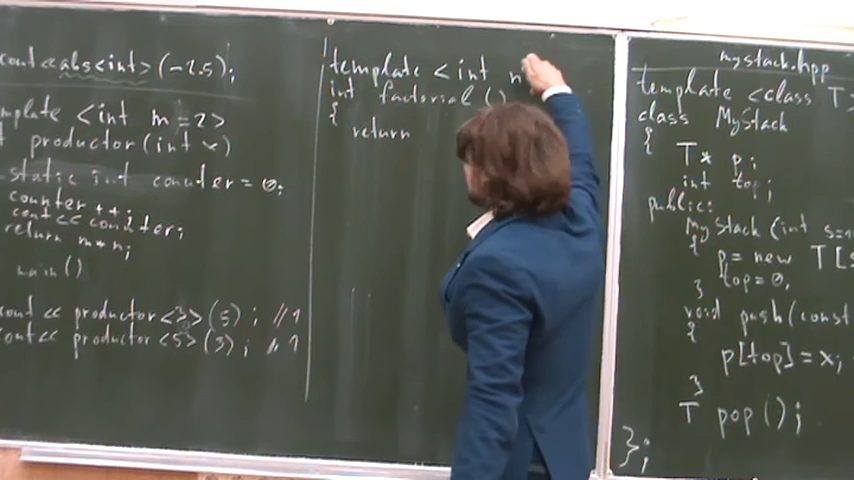 cout << abs<int>(-2.5);
template <int m = 2>
productor(int x)
static int counter = 0;
counter++;
cout << counter;
return m*n;
main()
cout << productor <3>(5); //1
cout << productor <5>(3); //1
template <int n
int factorial ()
{
return
mystack.hpp
template <class T
class MyStack
{
T* p;
int top;
public:
MyStack (int
{
p = new T[
top = 0;
}
void push(const
{
p[top] = x;
}
T pop();
};